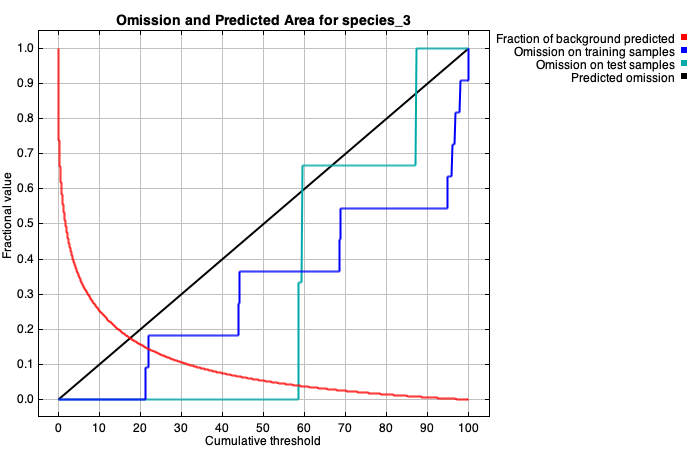 Omission and Predicted Area for species_3
Fraction of background predicted
Omission on training samples
Omission on test samples
Predicted omission
Fractional value
1.0
0.9
0.8
0.7
0.6
0.5
0.4
0.3
0.2
0.1
0.0
0 10 20 30 40 50 60 70 80 90 100
Cumulative threshold